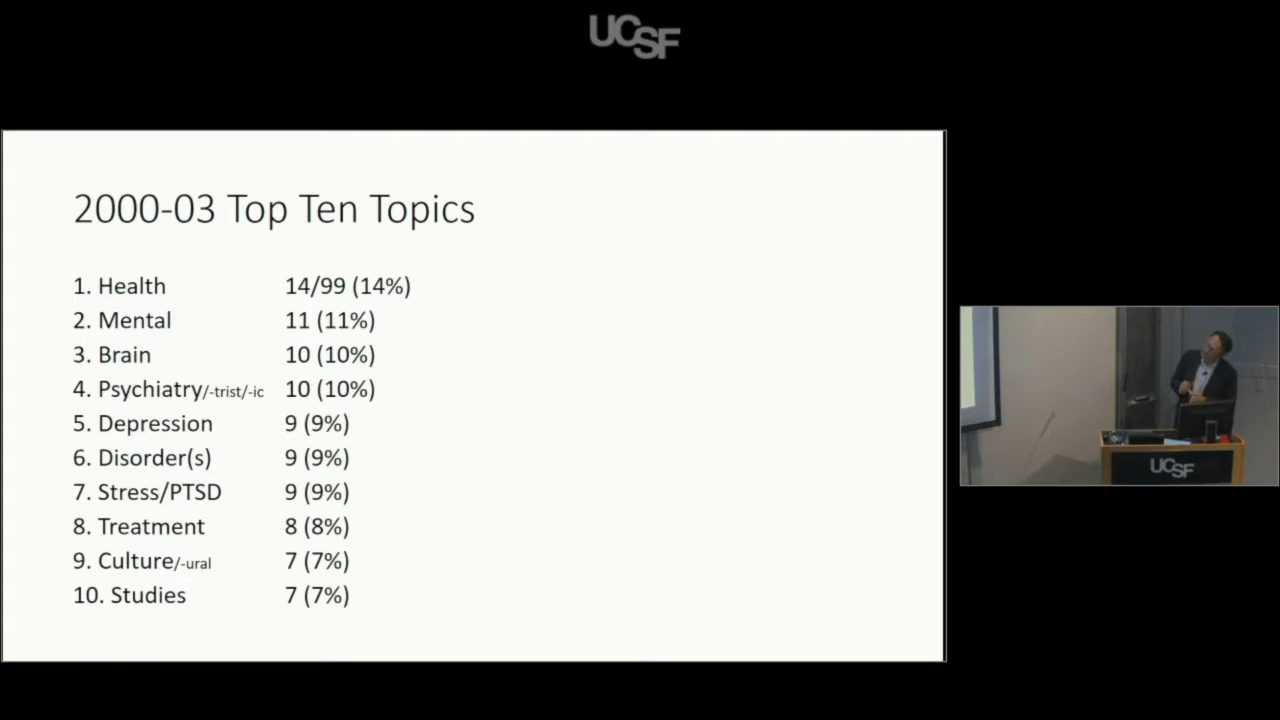 UCSF
2000-03 Top Ten Topics
1. Health 14/99 (14%)
2. Mental 11 (11%)
3. Brain 10 (10%)
4. Psychiatry/-trist/-ic 10 (10%)
5. Depression 9 (9%)
6. Disorder(s) 9 (9%)
7. Stress/PTSD 9 (9%)
8. Treatment 8 (8%)
9. Culture/-ural 7 (7%)
10. Studies 7 (7%)
UCSF